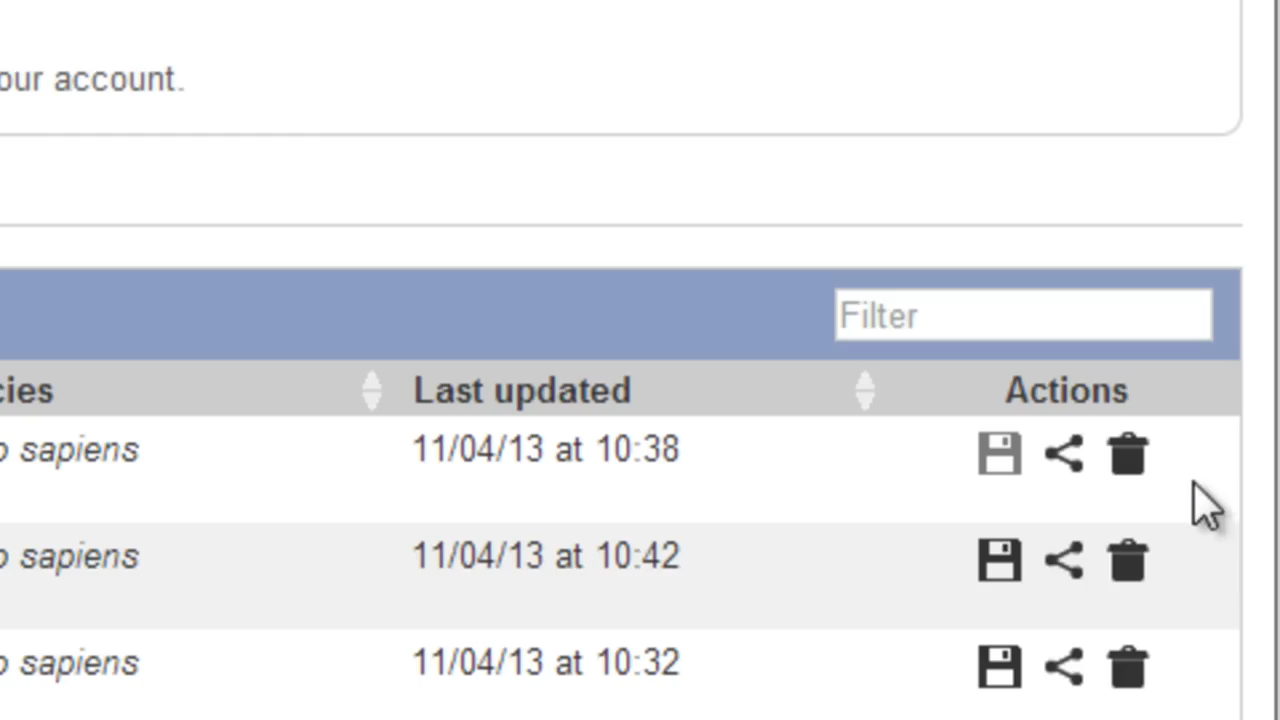 our account.
Filter
cies Last updated Actions
o sapiens 11/04/13 at 10:38
o sapiens 11/04/13 at 10:42
o sapiens 11/04/13 at 10:32